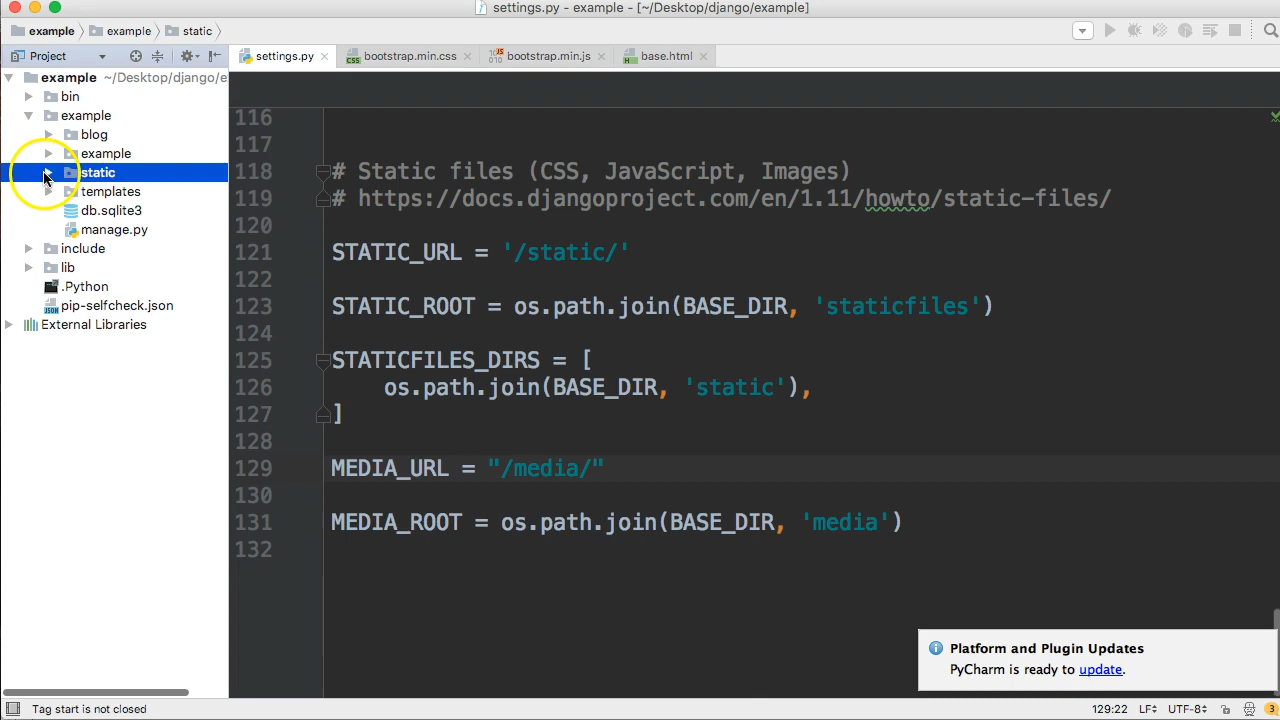 settings.py - example - [~/Desktop/django/example]
example example static
Project
settings.py bootstrap.min.css bootstrap.min.js base.html
example ~/Desktop/django/e
bin
example
blog
example
static
templates
db.sqlite3
manage.py
include
lib
.Python
pip-selfcheck.json
External Libraries
116
117
118 # Static files (CSS, JavaScript, Images)
119 # https://docs.djangoproject.com/en/1.11/howto/static-files/
120
121 STATIC_URL = '/static/'
122
123 STATIC_ROOT = os.path.join(BASE_DIR, 'staticfiles')
124
125 STATICFILES_DIRS = [
126 os.path.join(BASE_DIR, 'static'),
127 ]
128
129 MEDIA_URL = "/media/"
130
131 MEDIA_ROOT = os.path.join(BASE_DIR, 'media')
132
Platform and Plugin Updates
PyCharm is ready to update.
Tag start is not closed 129:22 LF UTF-8 3